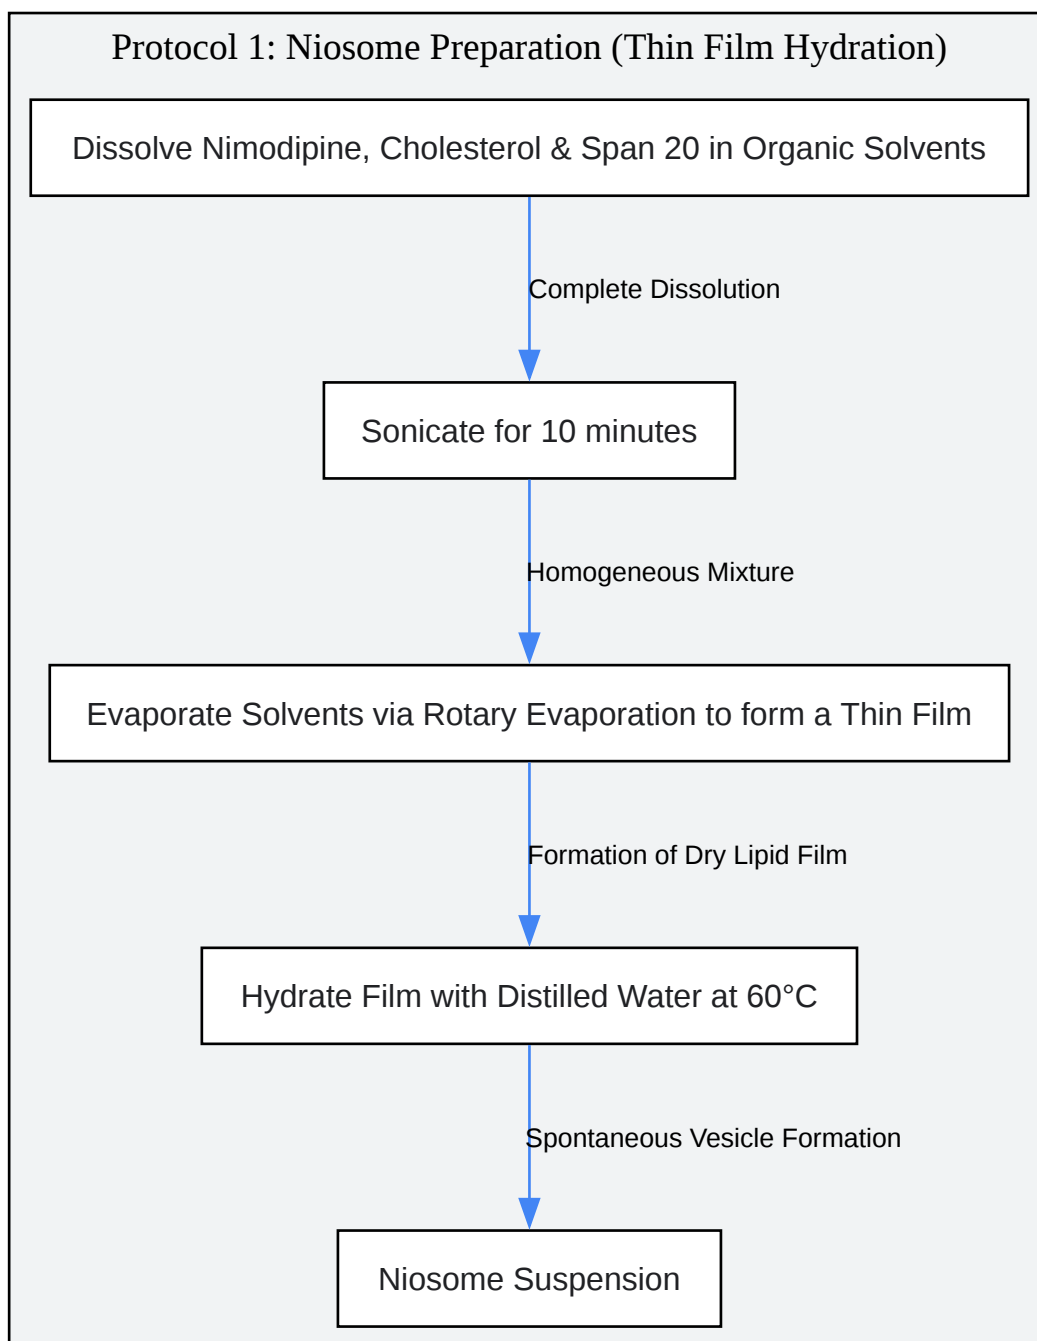 Protocol 1: Niosome Preparation (Thin Film Hydration)
Dissolve Nimodipine, Cholesterol & Span 20 in Organic Solvents
Complete Dissolution
Sonicate for 10 minutes
Homogeneous Mixture
Evaporate Solvents via Rotary Evaporation to form a Thin Film
Formation of Dry Lipid Film
Hydrate Film with Distilled Water at 60°C
Spontaneous Vesicle Formation
Niosome Suspension